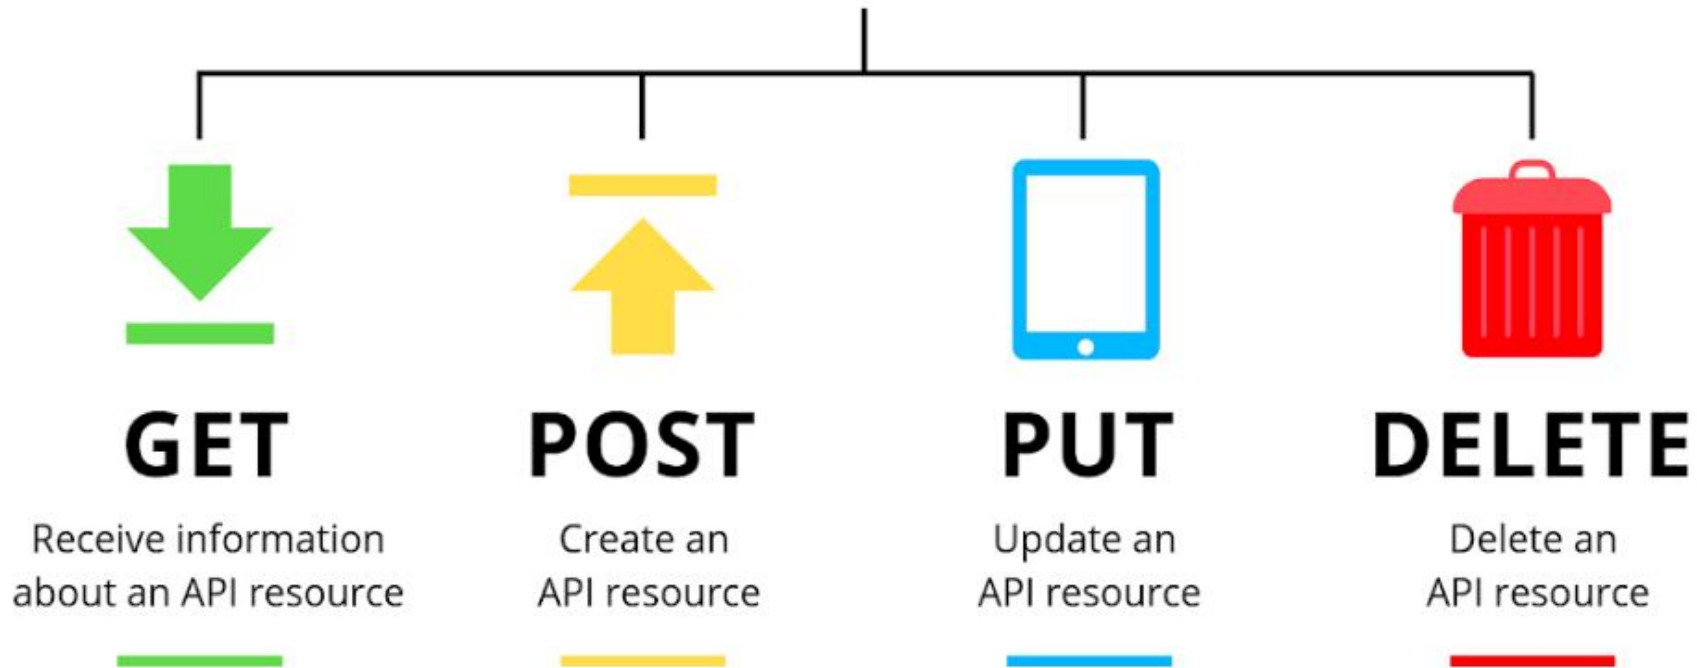 GET
Receive information
about an API resource
POST
Create an
API resource
PUT
Update an
API resource
DELETE
Delete an
API resource